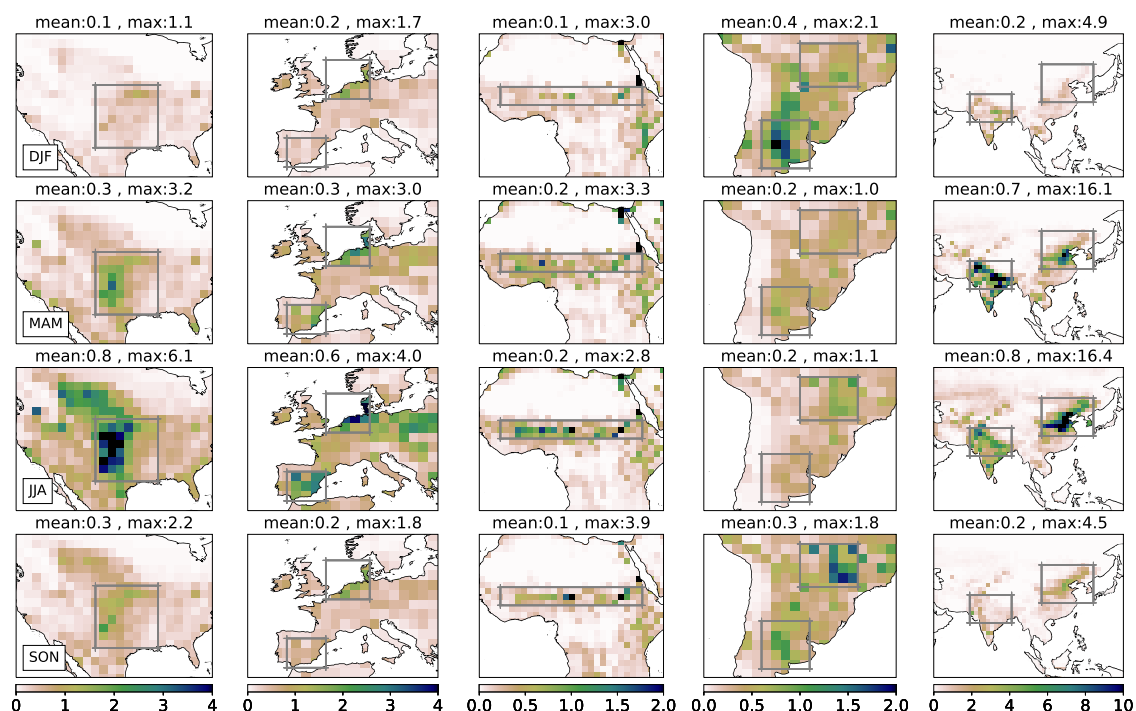 mean:0.1 , max:1.1 mean:0.2 , max:1.7 mean:0.1 , max:3.0 mean:0.4 , max:2.1 mean:0.2 , max:4.9
DJF
mean:0.3 , max:3.2 mean:0.3 , max:3.0 mean:0.2 , max:3.3 mean:0.2 , max:1.0 mean:0.7 , max:16.1
MAM
mean:0.8 , max:6.1 mean:0.6 , max:4.0 mean:0.2 , max:2.8 mean:0.2 , max:1.1 mean:0.8 , max:16.4
JJA
mean:0.3 , max:2.2 mean:0.2 , max:1.8 mean:0.1 , max:3.9 mean:0.3 , max:1.8 mean:0.2 , max:4.5
SON
0 1 2 3 4 0 1 2 3 4 0.0 0.5 1.0 1.5 2.0 0.0 0.5 1.0 1.5 2.0 0 2 4 6 8 10